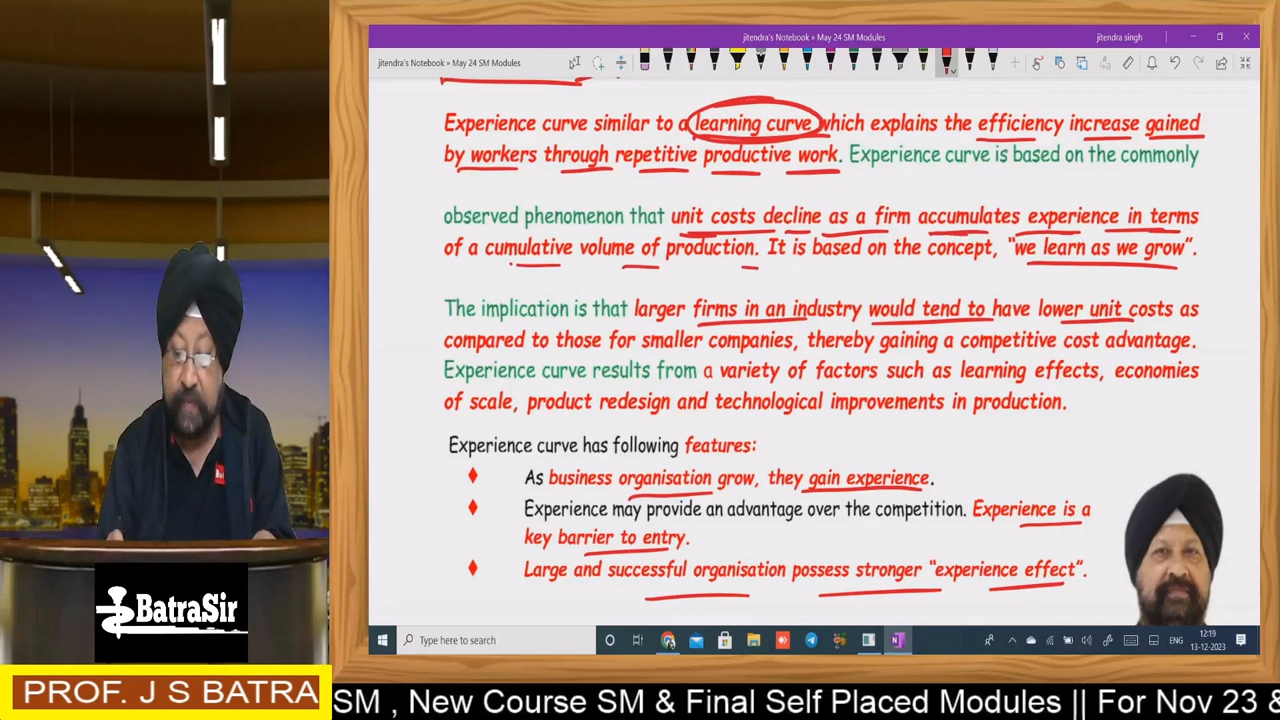 jitendra's Notebook » May 24 SM Modules
jitendra singh
jitendra's Notebook » May 24 SM Modules
Experience curve similar to a learning curve which explains the efficiency increase gained
by workers through repetitive productive work. Experience curve is based on the commonly
observed phenomenon that unit costs decline as a firm accumulates experience in terms
of a cumulative volume of production. It is based on the concept, “we learn as we grow”.
The implication is that larger firms in an industry would tend to have lower unit costs as
compared to those for smaller companies, thereby gaining a competitive cost advantage.
Experience curve results from a variety of factors such as learning effects, economies
of scale, product redesign and technological improvements in production.
Experience curve has following features:
As business organisation grow, they gain experience.
Experience may provide an advantage over the competition. Experience is a
key barrier to entry.
Large and successful organisation possess stronger “experience effect”.
BatraSir
Type here to search
ENG
12:19
13-12-2023
PROF. J S BATRA
SM , New Course SM & Final Self Placed Modules || For Nov 23 &